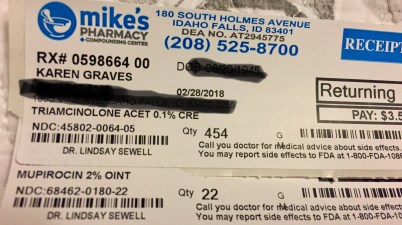 mike's
PHARMACY
+ COMPOUNDING CENTER
180 SOUTH HOLMES AVENUE
IDAHO FALLS, ID 83401
DEA NO. AT2945775
(208) 525-8700
RECEIPT
RX# 0598664 00
KAREN GRAVES
02/28/2018
Returning
PAY: $3.5
TRIAMCINOLONE ACET 0.1% CRE
NDC:45802-0064-05
Qty 454
G
DR. LINDSAY SEWELL
Call you doctor for medical advice about side effects.
You may report side effects to FDA at 1-800-FDA-108
MUPIROCIN 2% OINT
NDC:68462-0180-22
Qty 22
G
DR. LINDSAY SEWELL
Call you doctor for medical advice about side effects.
You may report side effects to FDA at 1-800-FDA-1